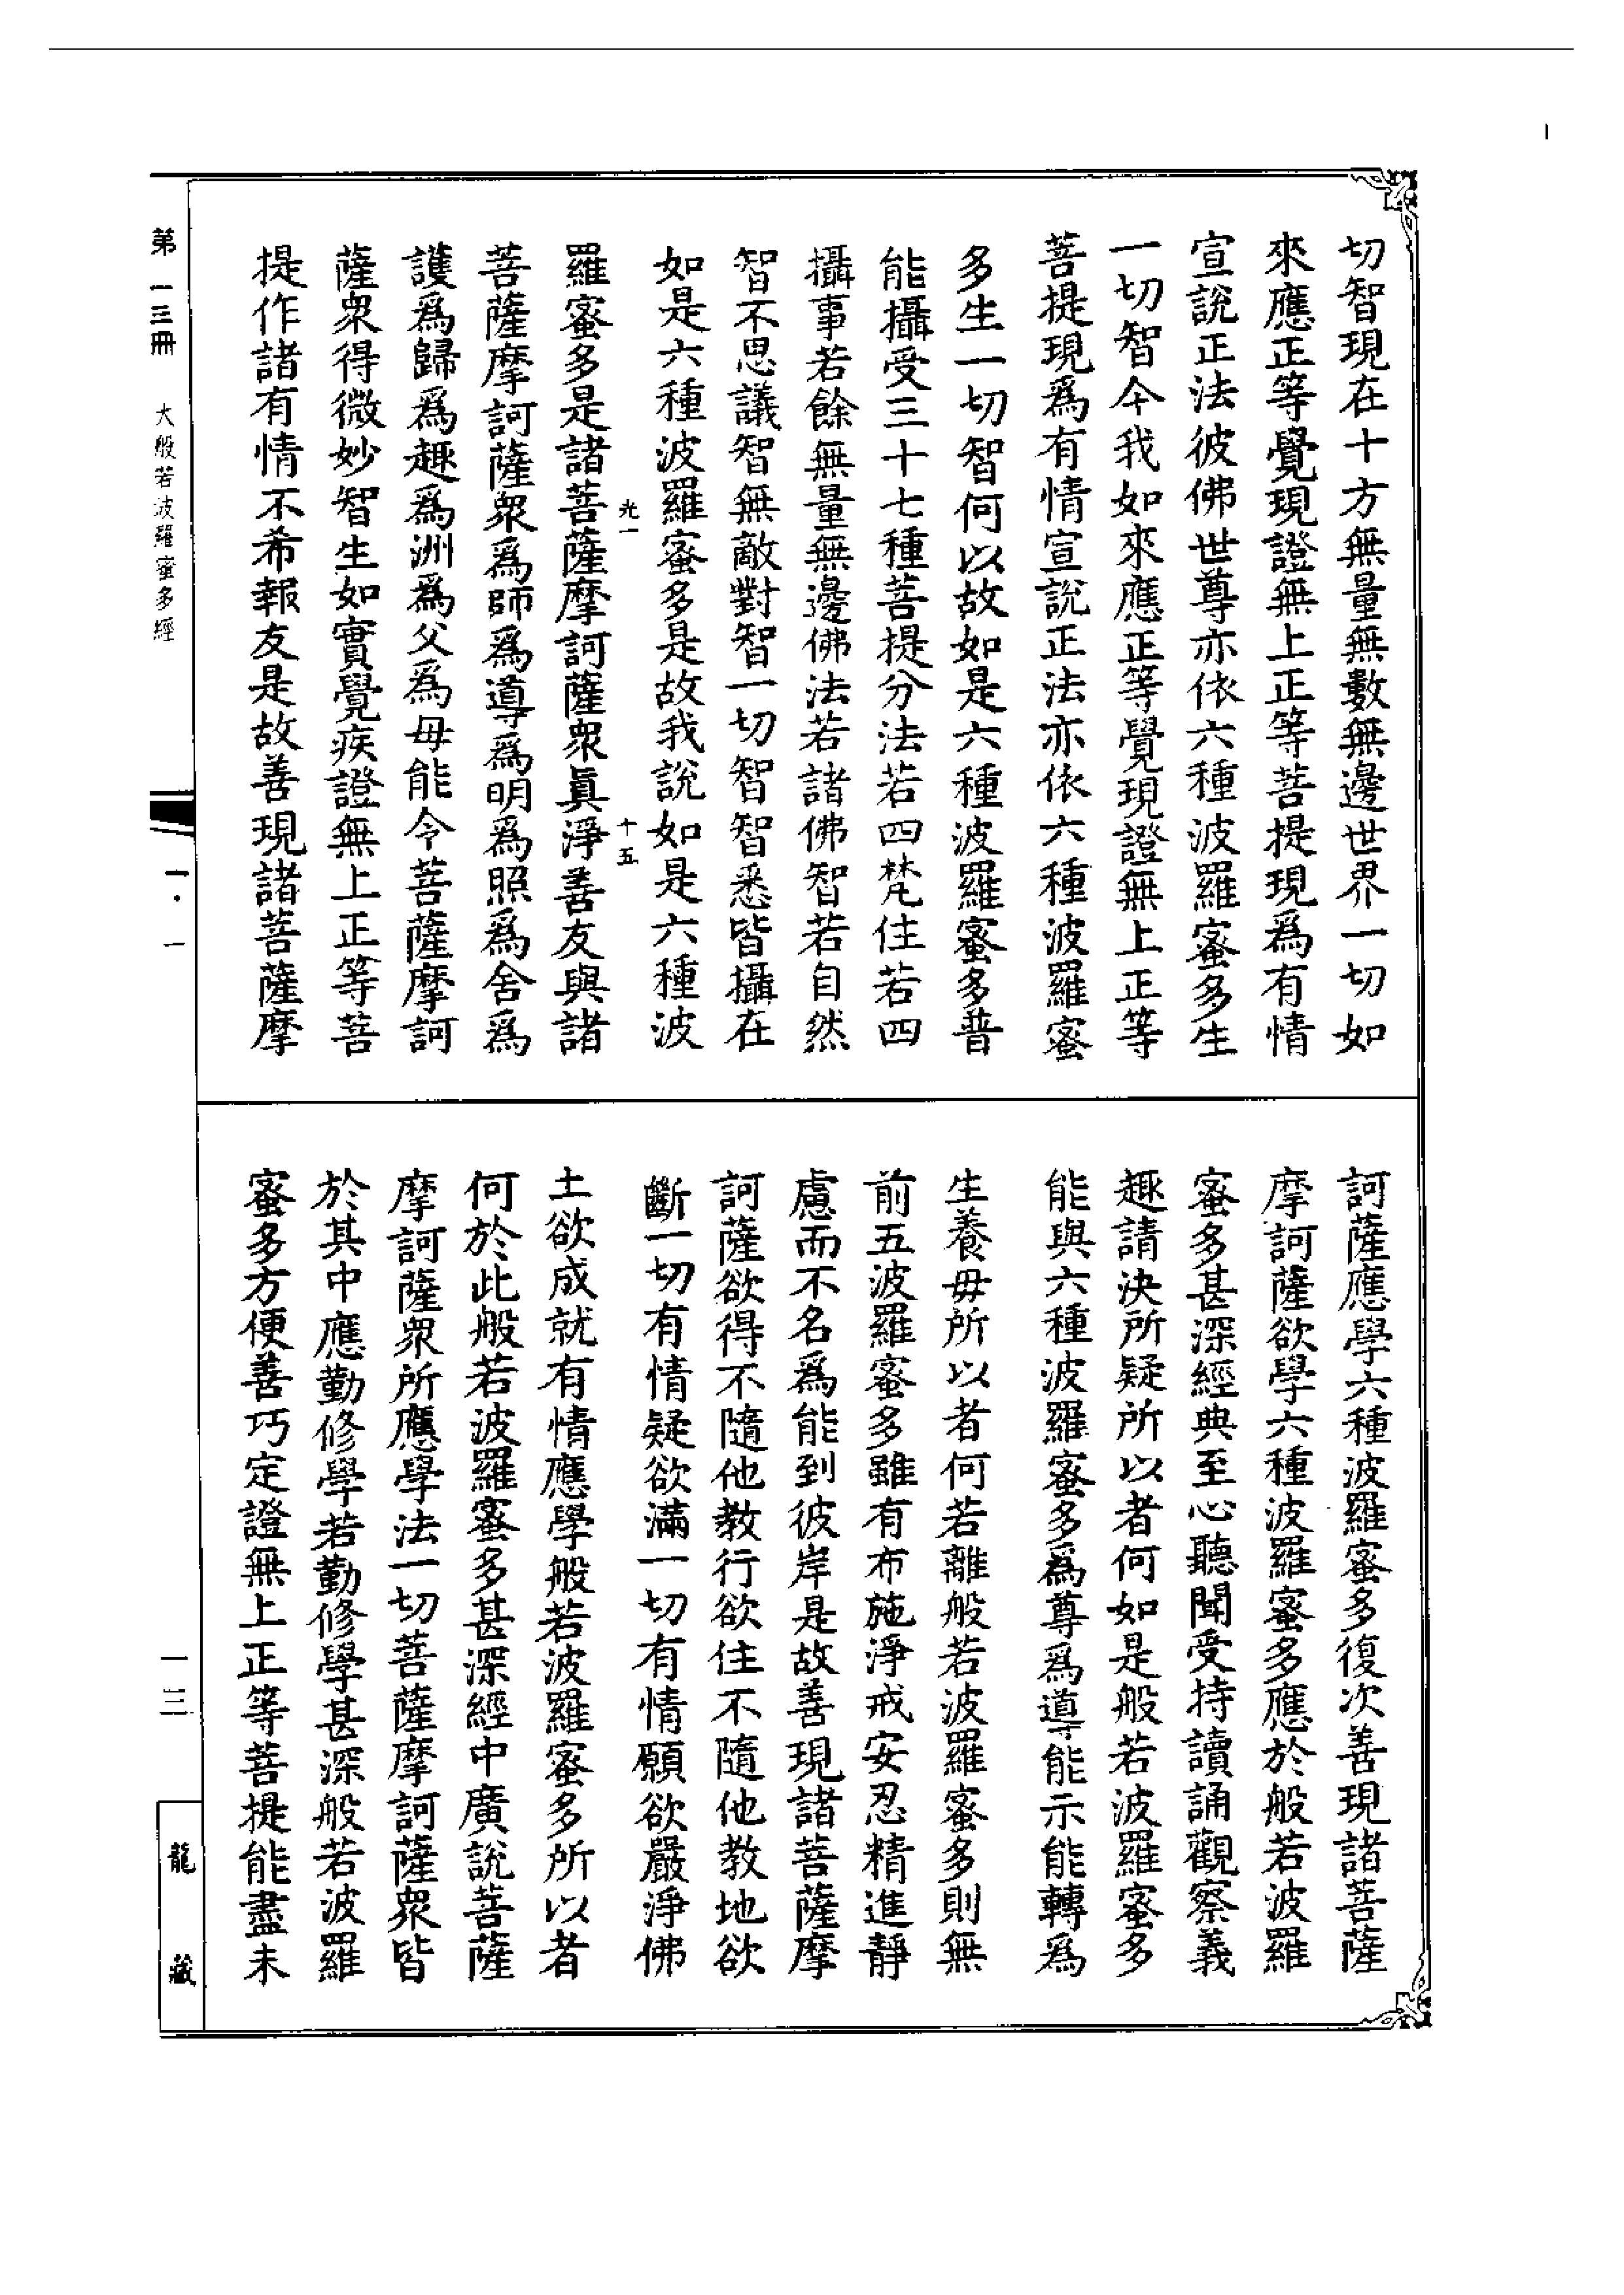 切智現在十方無量無數無邊世界一切如
來應正等覺現證無上正等菩提現爲有情
宣說正法彼佛世尊亦依六種波羅蜜多生
一切智今我如來應正等覺現證無上正等
菩提現爲有情宣說正法亦依六種波羅蜜
多生一切智何以故如是六種波羅蜜多普
能攝受三十七種菩提分法若四梵住若四
攝事若餘無量無邊佛法若諸佛智若自然
智不思議智無敵對智一切智智悉皆攝在
如是六種波羅蜜多是故我說如是六種波
光一
十五
羅蜜多是諸菩薩摩訶薩衆眞淨善友與諸
菩薩摩訶薩衆爲師爲導爲明爲照爲舍爲
護爲歸爲趣爲洲爲父爲母能令菩薩摩訶
薩衆得微妙智生如實覺疾證無上正等菩
提作諸有情不希報友是故善現諸菩薩摩
訶薩應學六種波羅蜜多復次善現諸菩薩
摩訶薩欲學六種波羅蜜多應於般若波羅
蜜多甚深經典至心聽聞受持讀誦觀察義
趣請決所疑所以者何如是般若波羅蜜多
能與六種波羅蜜多爲尊爲導能示能轉爲
生養母所以者何若離般若波羅蜜多則無
前五波羅蜜多雖有布施淨戒安忍精進靜
慮而不名爲能到彼岸是故善現諸菩薩摩
訶薩欲得不隨他教行欲住不隨他教地欲
斷一切有情疑欲滿一切有情願欲嚴淨佛
土欲成就有情應學般若波羅蜜多所以者
何於此般若波羅蜜多甚深經中廣說菩薩
摩訶薩衆所應學法一切菩薩摩訶薩衆皆
於其中應勤修學若勤修學甚深般若波羅
蜜多方便善巧定證無上正等菩提能盡未
第一三冊 大般若波羅蜜多經
一·一
一三
龍藏